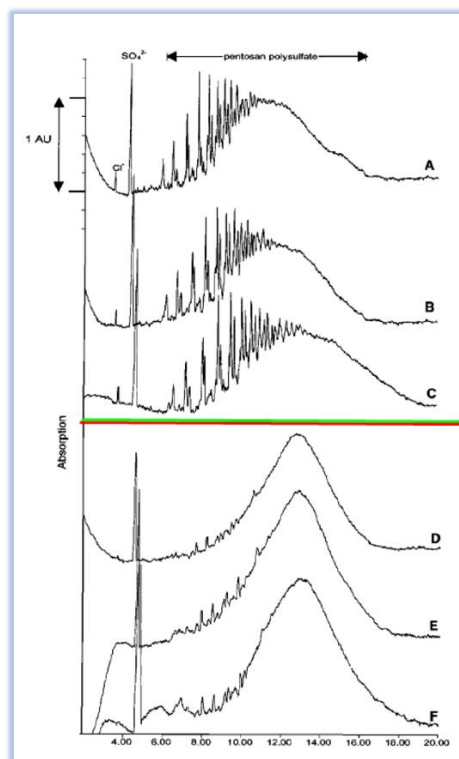 SO₄²⁻
pentosan polysulfate
1 AU
Cl⁻
A
B
C
Absorption
D
E
F
4.00 6.00 8.00 10.00 12.00 14.00 16.00 18.00 20.00